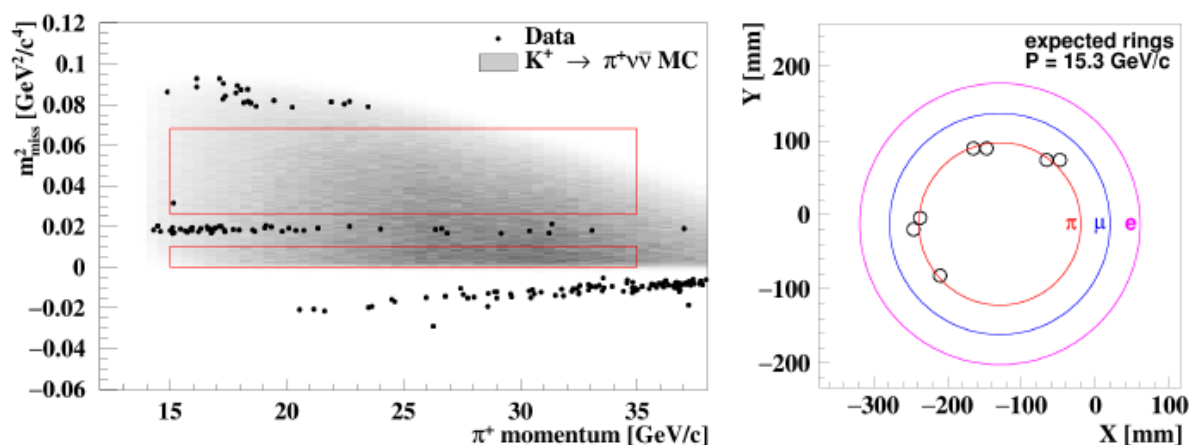 m²miss [GeV²/c⁴]
0.12
0.1
0.08
0.06
0.04
0.02
0
−0.02
−0.04
−0.06
Data
K⁺ → π⁺νν̄ MC
15 20 25 30 35
π⁺ momentum [GeV/c]
Y [mm]
200
100
0
−100
−200
expected rings
P = 15.3 GeV/c
π μ e
−300 −200 −100 0 100
X [mm]